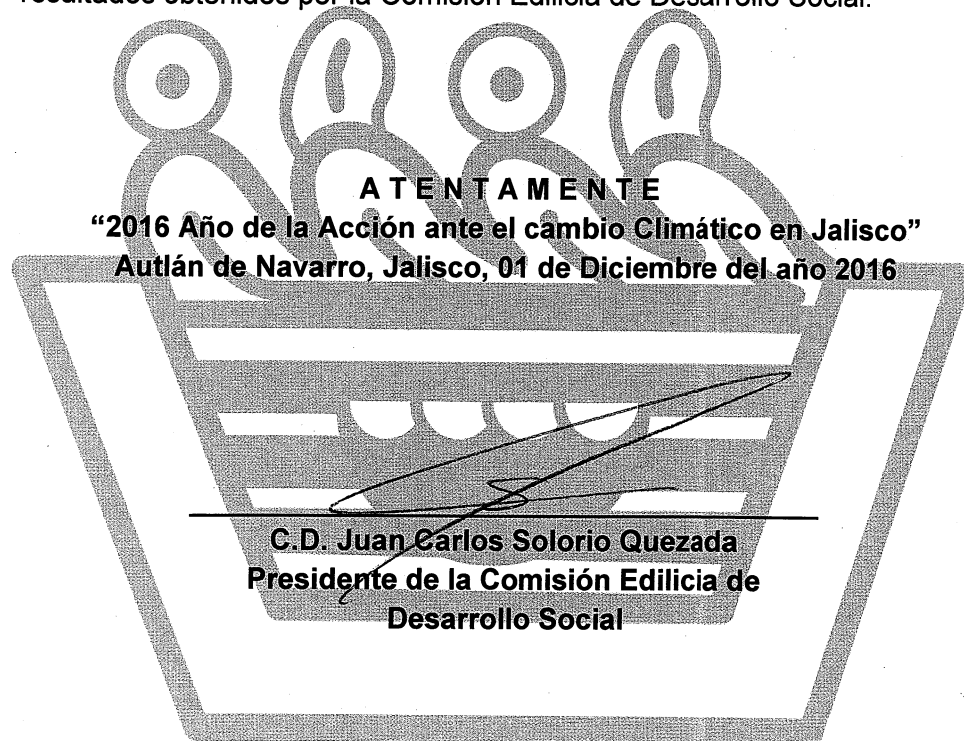 resultados obtenidos por la Comisión Edilicia de Desarrollo Social.
A T E N T A M E N T E
“2016 Año de la Acción ante el cambio Climático en Jalisco”
Autlán de Navarro, Jalisco, 01 de Diciembre del año 2016
C.D. Juan Carlos Solorio Quezada
Presidente de la Comisión Edilicia de
Desarrollo Social